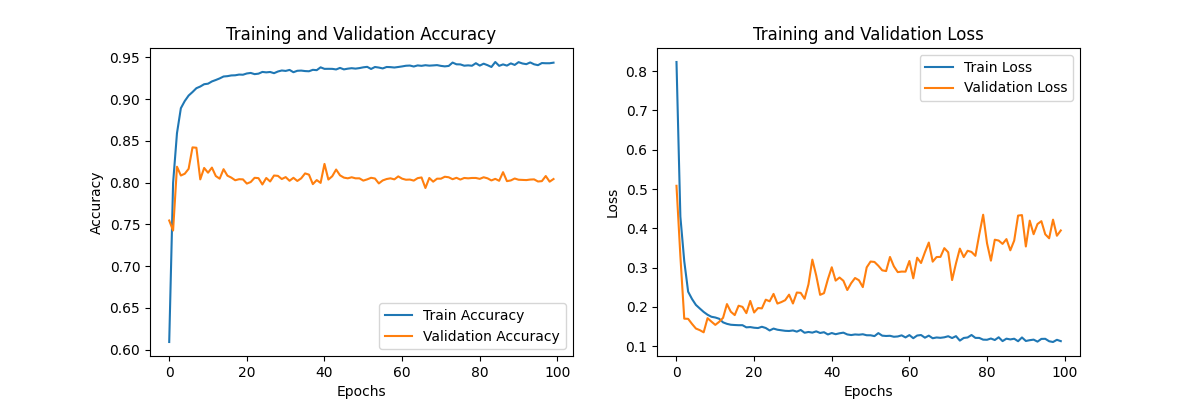 Training and Validation Accuracy
Accuracy
0.95
0.90
0.85
0.80
0.75
0.70
0.65
0.60
0 20 40 60 80 100
Epochs
Train Accuracy
Validation Accuracy
Training and Validation Loss
Loss
0.8
0.7
0.6
0.5
0.4
0.3
0.2
0.1
0 20 40 60 80 100
Epochs
Train Loss
Validation Loss